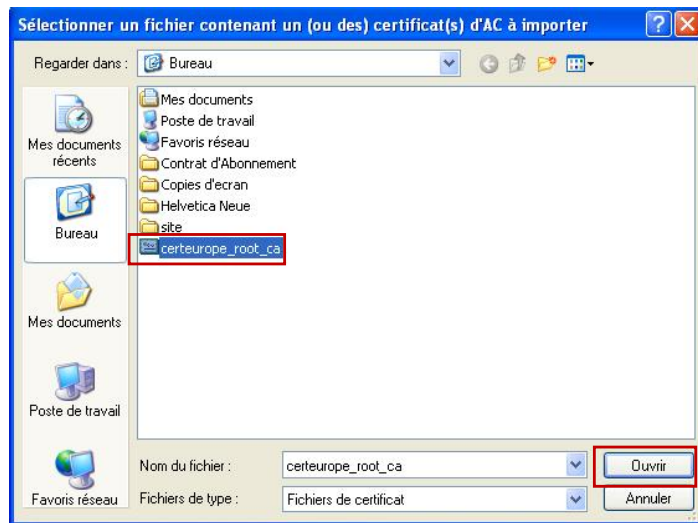 Sélectionner un fichier contenant un (ou des) certificat(s) d'AC à importer
Regarder dans :
Bureau
Mes documents récents
Bureau
Mes documents
Poste de travail
Favoris réseau
Mes documents
Poste de travail
Favoris réseau
Contrat d'Abonnement
Copies d'ecran
Helvetica Neue
site
certeurope_root_ca
Nom du fichier :
certeurope_root_ca
Ouvrir
Fichiers de type :
Fichiers de certificat
Annuler